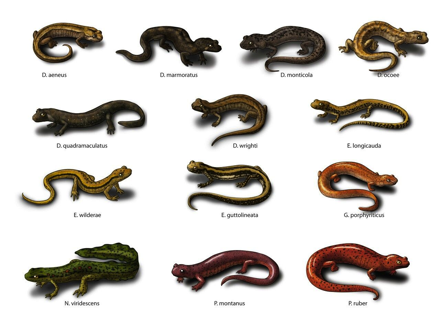 D. aeneus
D. marmoratus
D. monticola
D. ocoee
D. quadramaculatus
D. wrighti
E. longicauda
E. wilderae
E. guttolineata
G. porphyriticus
N. viridescens
P. montanus
P. ruber